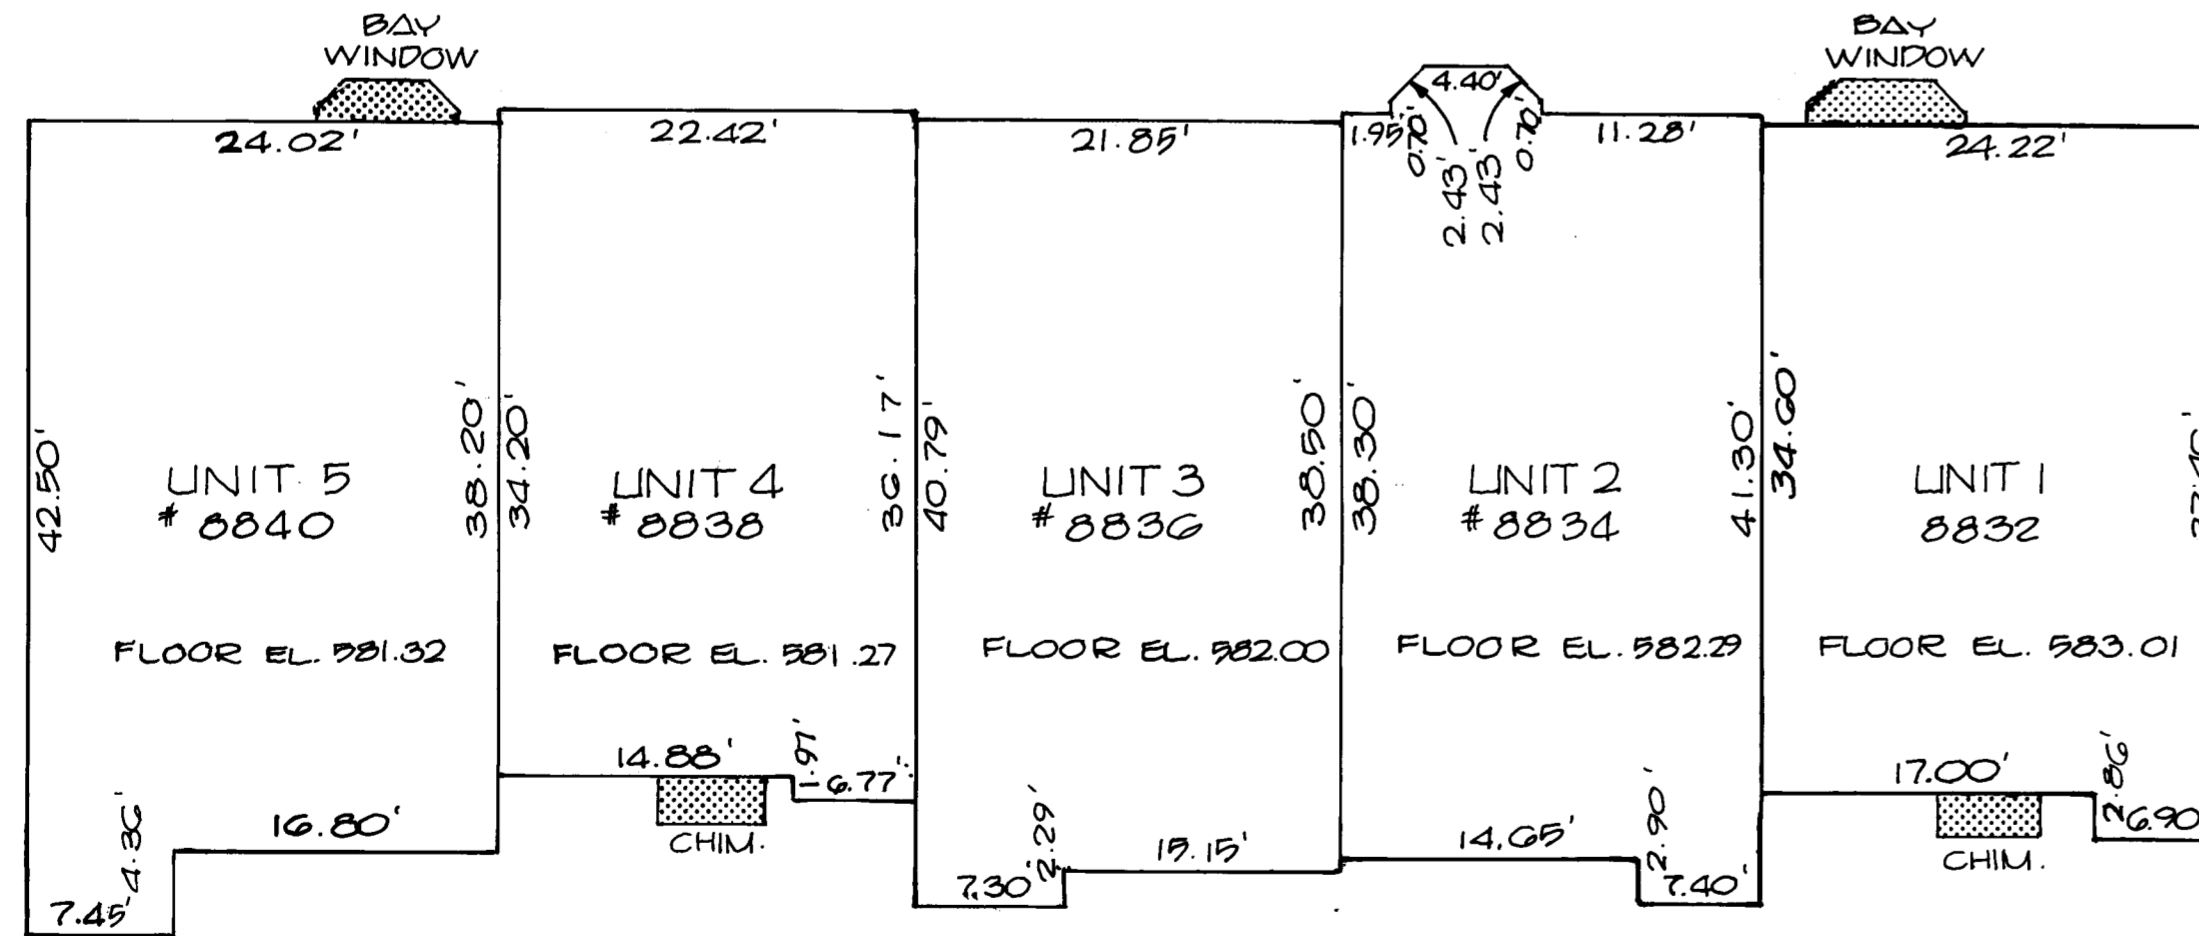 BAY
WINDOW
24.02'
42.50'
38.20'
UNIT 5
# 8840
FLOOR EL. 581.32
4.36'
16.80'
7.45'
22.42'
34.20'
36.17'
UNIT 4
# 8838
FLOOR EL. 581.27
14.88'
1.97'
6.77'
CHIM.
21.85'
40.79'
38.50'
UNIT 3
# 8836
FLOOR EL. 582.00
2.29'
15.15'
7.30'
4.40'
1.95'
0.70'
2.43'
2.43'
0.70'
11.28'
38.30'
41.30'
UNIT 2
# 8834
FLOOR EL. 582.29
14.65'
2.90'
7.40'
BAY
WINDOW
24.22'
34.60'
UNIT 1
8832
FLOOR EL. 583.01
17.00'
2.86'
6.90
CHIM.